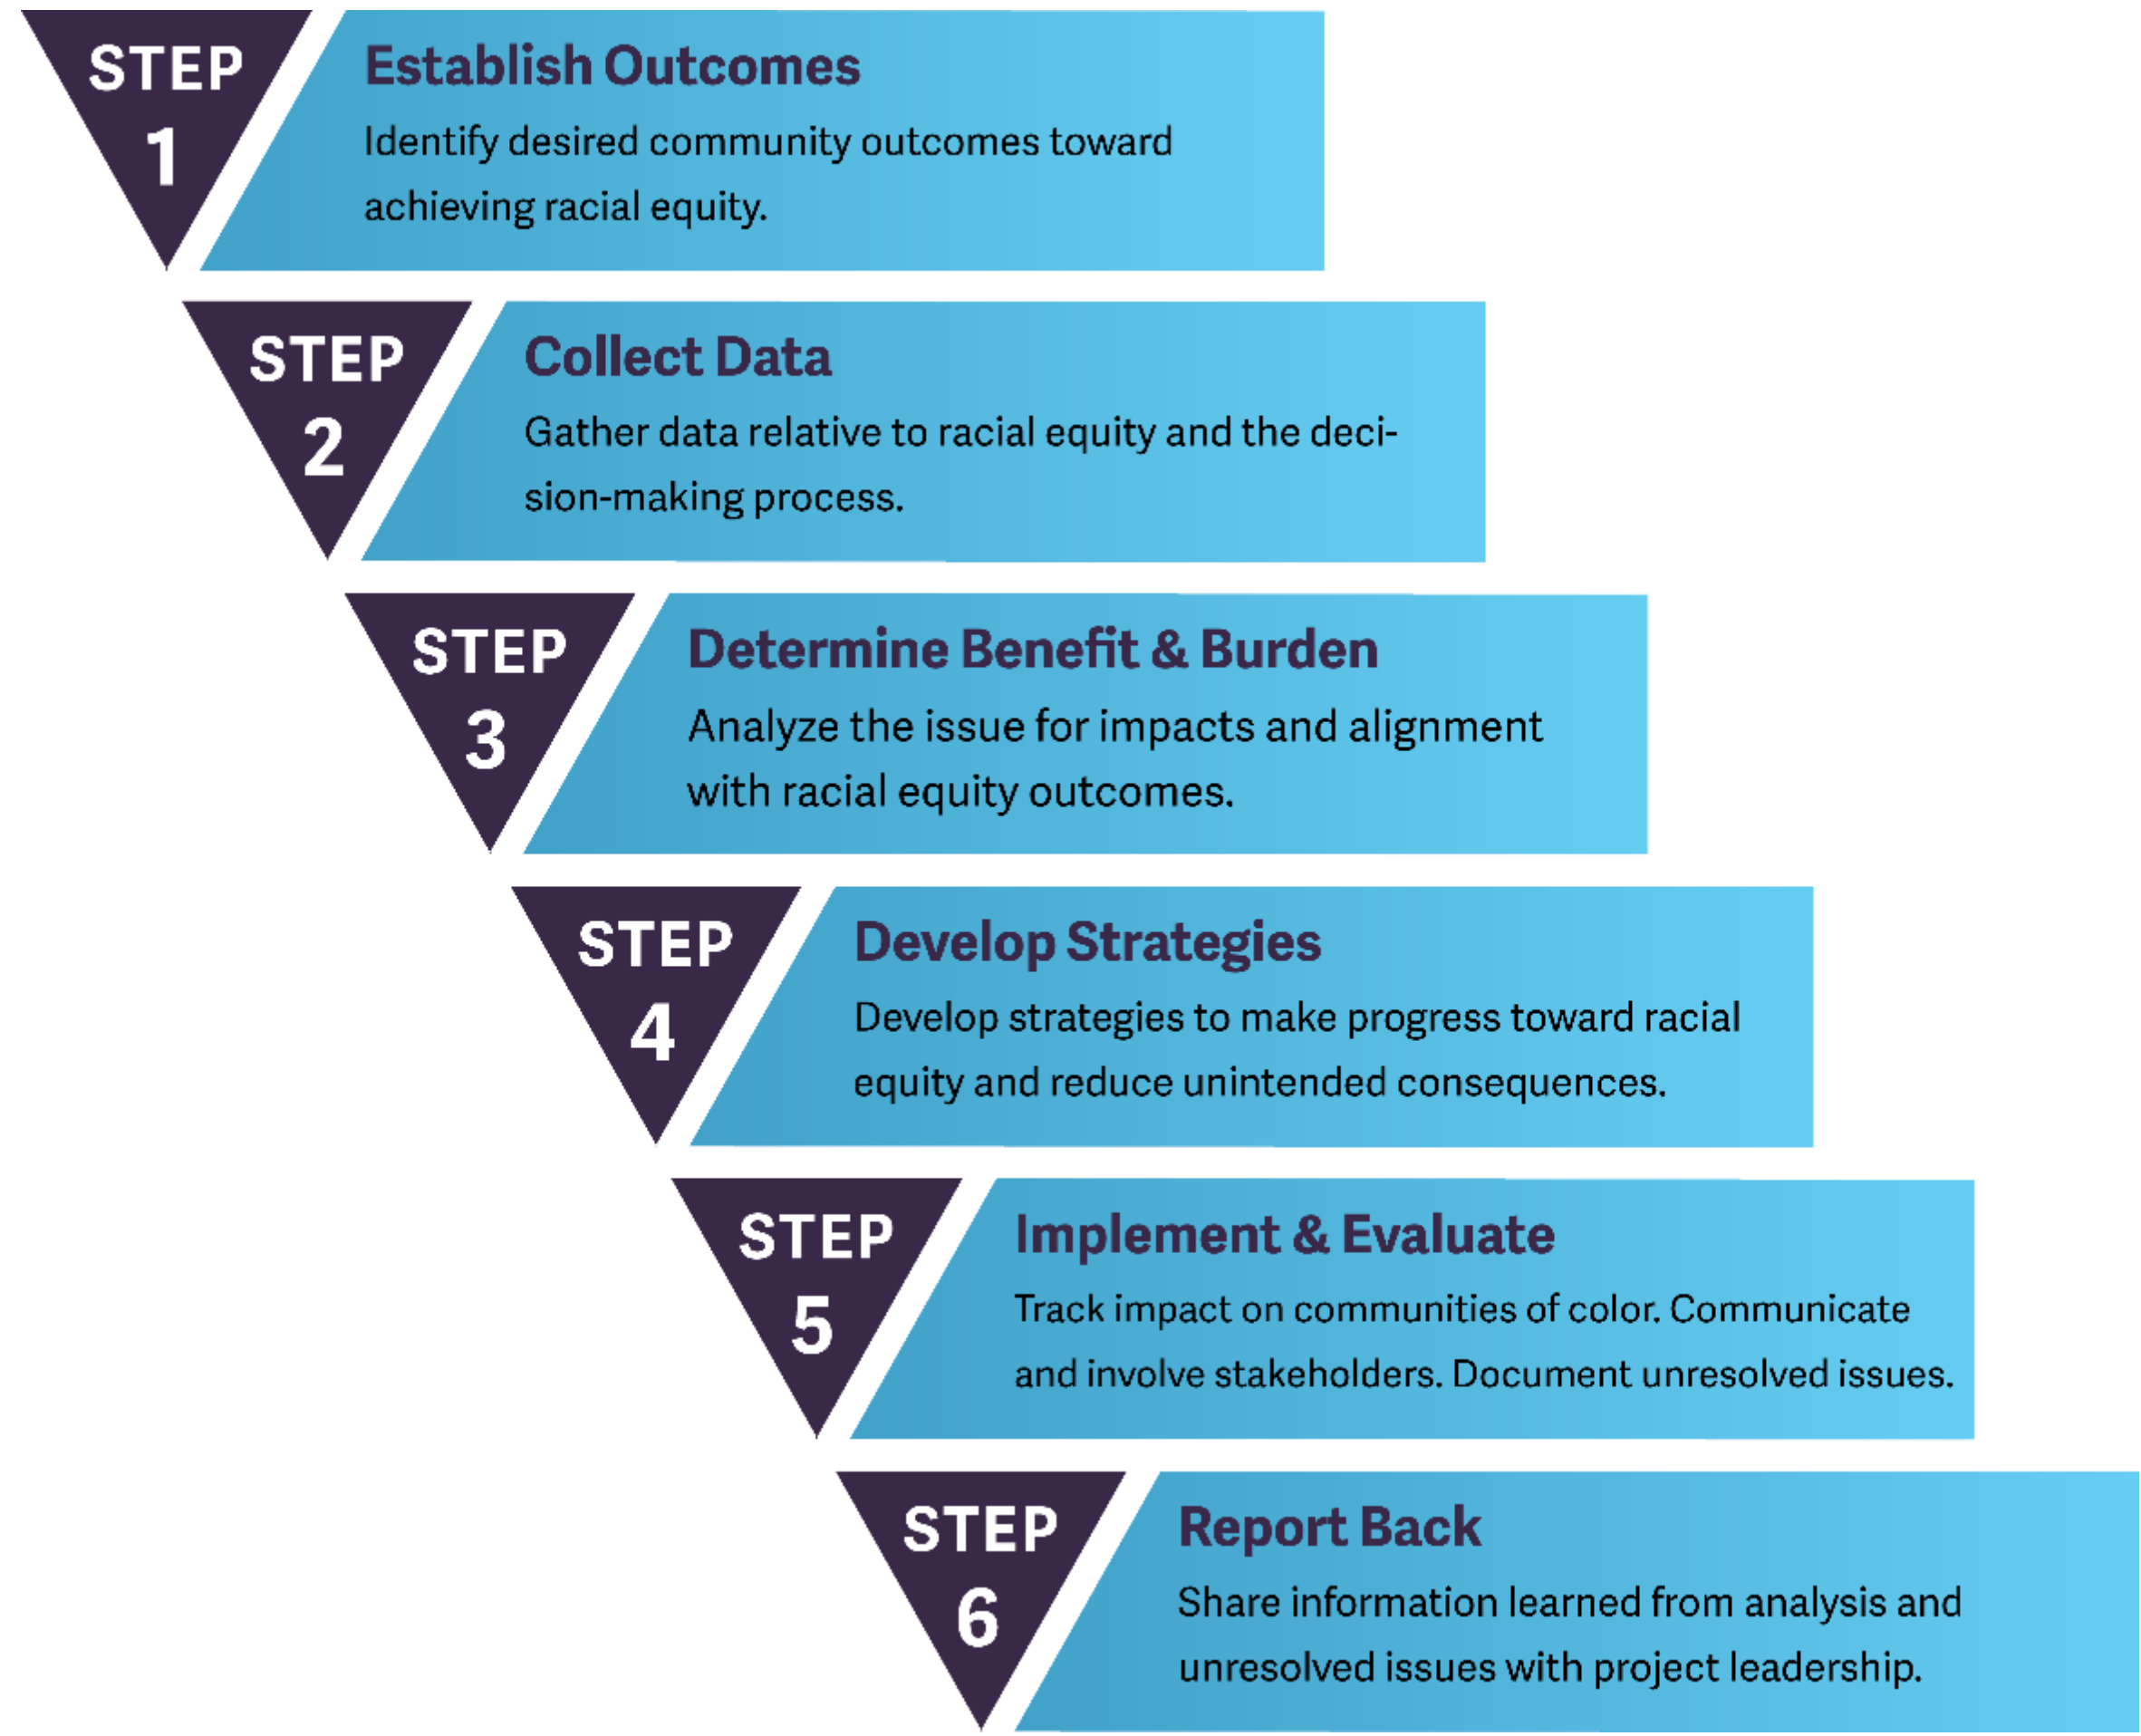 STEP
1
Establish Outcomes
Identify desired community outcomes toward
achieving racial equity.
STEP
2
Collect Data
Gather data relative to racial equity and the deci-
sion-making process.
STEP
3
Determine Benefit & Burden
Analyze the issue for impacts and alignment
with racial equity outcomes.
STEP
4
Develop Strategies
Develop strategies to make progress toward racial
equity and reduce unintended consequences.
STEP
5
Implement & Evaluate
Track impact on communities of color. Communicate
and involve stakeholders. Document unresolved issues.
STEP
6
Report Back
Share information learned from analysis and
unresolved issues with project leadership.